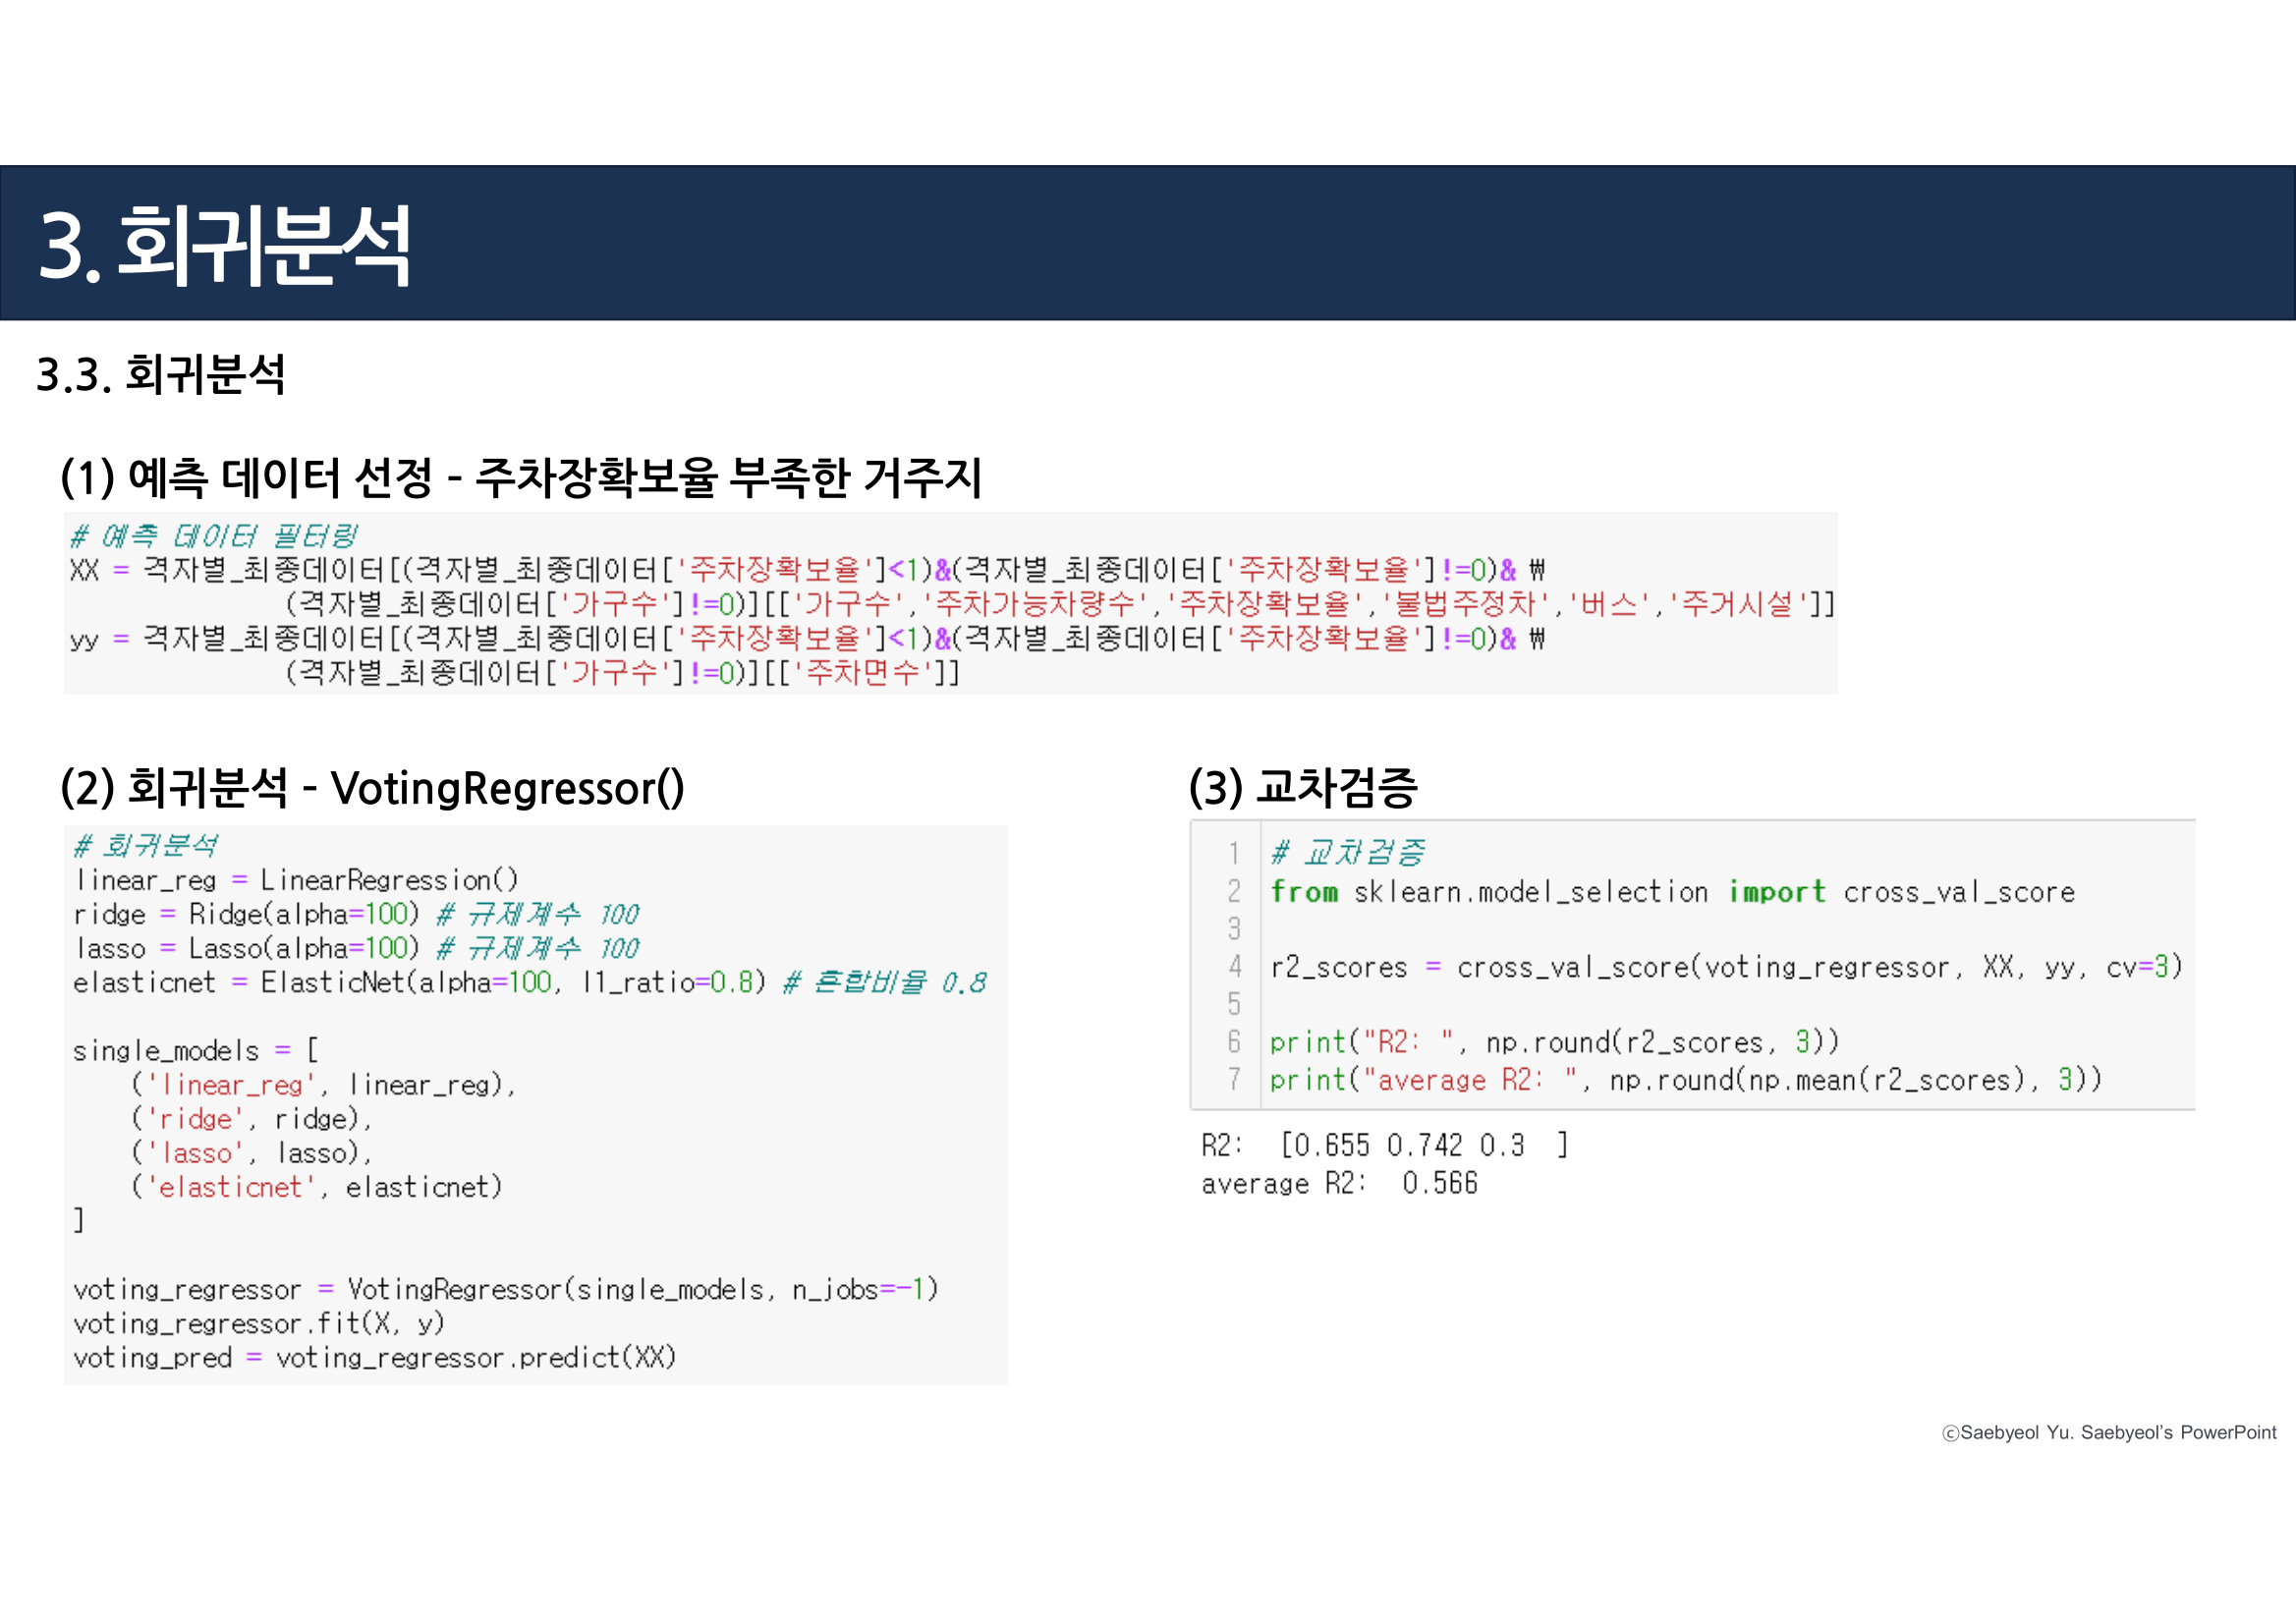 3. 회귀분석
3.3. 회귀분석
(1) 예측 데이터 선정 - 주차장확보율 부족한 거주지
# 예측 데이터 필터링
XX = 격자별_최종데이터[(격자별_최종데이터['주차장확보율']<1)&(격자별_최종데이터['주차장확보율']!=0)& ₩
(격자별_최종데이터['가구수']!=0)][['가구수','주차가능차량수','주차장확보율','불법주정차','버스','주거시설']]
yy = 격자별_최종데이터[(격자별_최종데이터['주차장확보율']<1)&(격자별_최종데이터['주차장확보율']!=0)& ₩
(격자별_최종데이터['가구수']!=0)][['주차면수']]
(2) 회귀분석 - VotingRegressor()
# 회귀분석
linear_reg = LinearRegression()
ridge = Ridge(alpha=100) # 규제계수 100
lasso = Lasso(alpha=100) # 규제계수 100
elasticnet = ElasticNet(alpha=100, l1_ratio=0.8) # 혼합비율 0.8
single_models = [
('linear_reg', linear_reg),
('ridge', ridge),
('lasso', lasso),
('elasticnet', elasticnet)
]
voting_regressor = VotingRegressor(single_models, n_jobs=-1)
voting_regressor.fit(X, y)
voting_pred = voting_regressor.predict(XX)
(3) 교차검증
1 # 교차검증
2 from sklearn.model_selection import cross_val_score
3
4 r2_scores = cross_val_score(voting_regressor, XX, yy, cv=3)
5
6 print("R2: ", np.round(r2_scores, 3))
7 print("average R2: ", np.round(np.mean(r2_scores), 3))
R2:  [0.655 0.742 0.3  ]
average R2:  0.566
ⓒSaebyeol Yu. Saebyeol's PowerPoint